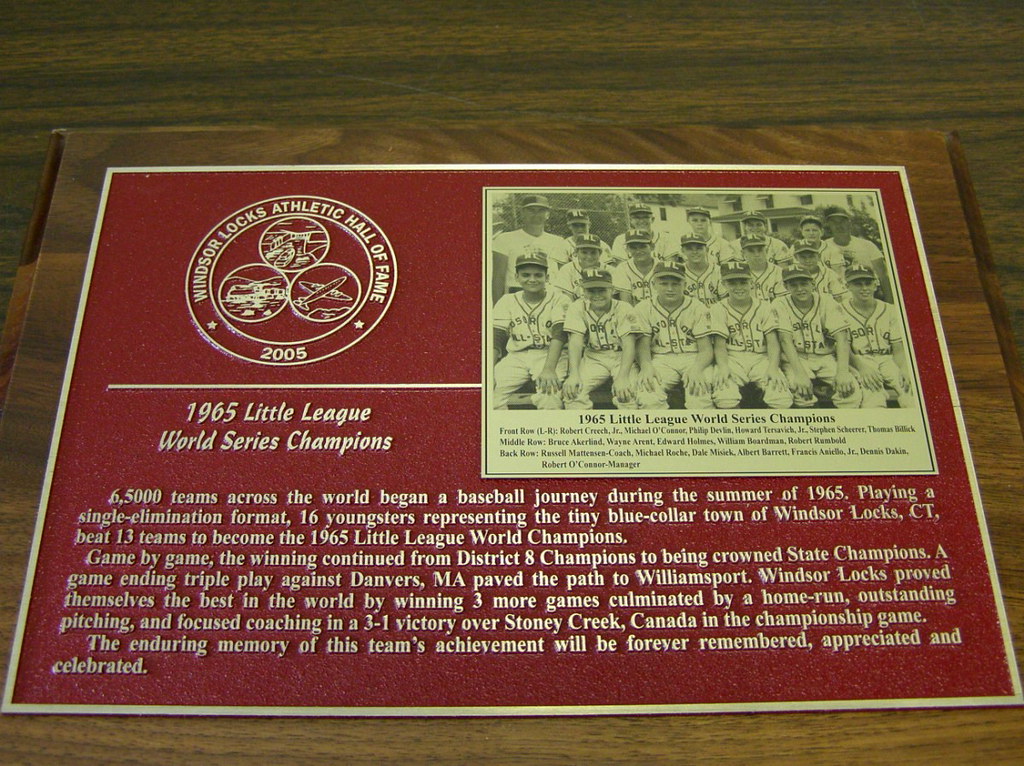 WINDSOR LOCKS ATHLETIC HALL OF FAME
2005
1965 Little League
World Series Champions
1965 Little League World Series Champions
Front Row (L-R): Robert Creech, Jr., Michael O'Connor, Philip Devlin, Howard Tersavich, Jr., Stephen Scheerer, Thomas Billick
Middle Row: Bruce Akerlind, Wayne Arent, Edward Holmes, William Boardman, Robert Rumbold
Back Row: Russell Mattensen-Coach, Michael Roche, Dale Misiek, Albert Barrett, Francis Aniello, Jr., Dennis Dakin,
Robert O'Connor-Manager
6,5000 teams across the world began a baseball journey during the summer of 1965. Playing a
single-elimination format, 16 youngsters representing the tiny blue-collar town of Windsor Locks, CT,
beat 13 teams to become the 1965 Little League World Champions.
Game by game, the winning continued from District 8 Champions to being crowned State Champions. A
game ending triple play against Danvers, MA paved the path to Williamsport. Windsor Locks proved
themselves the best in the world by winning 3 more games culminated by a home-run, outstanding
pitching, and focused coaching in a 3-1 victory over Stoney Creek, Canada in the championship game.
The enduring memory of this team's achievement will be forever remembered, appreciated and
celebrated.